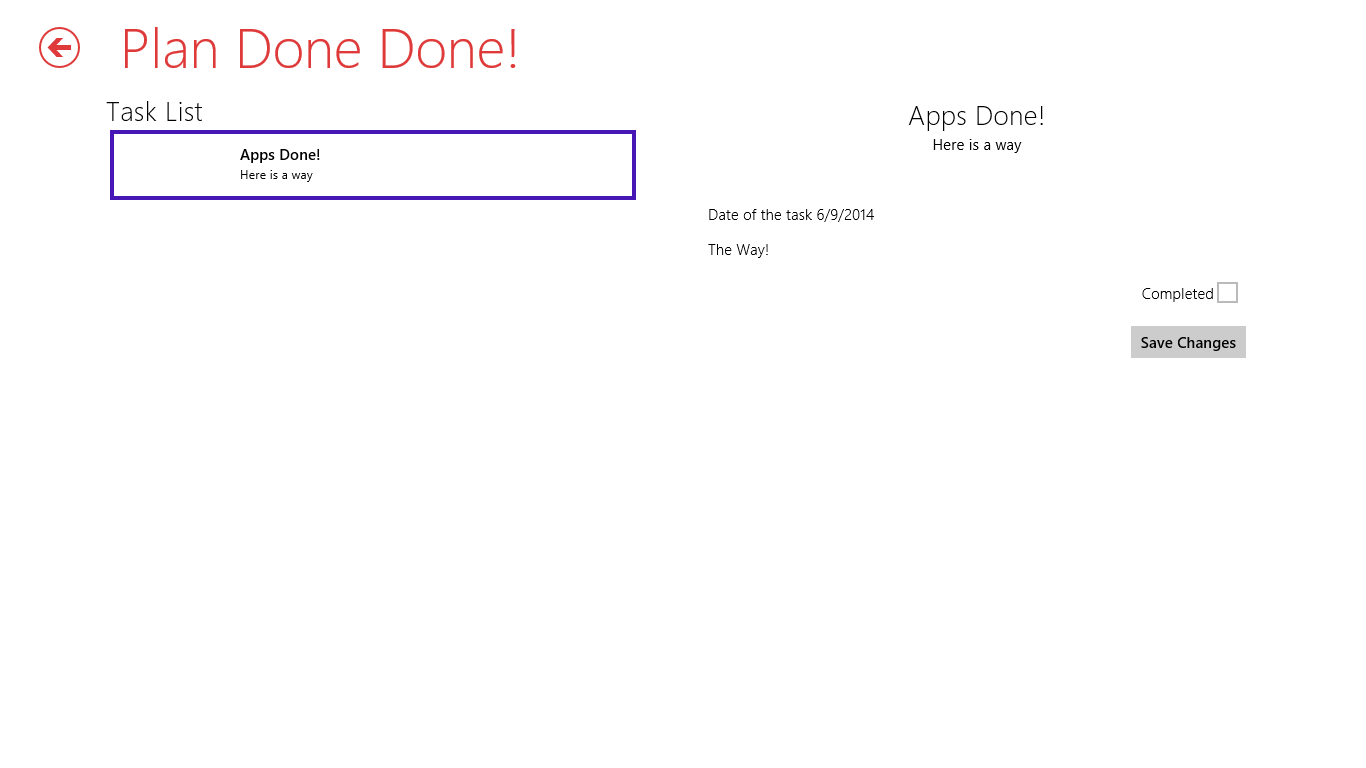 Plan Done Done!
Task List
Apps Done!
Here is a way
Apps Done!
Here is a way
Date of the task 6/9/2014
The Way!
Completed
Save Changes